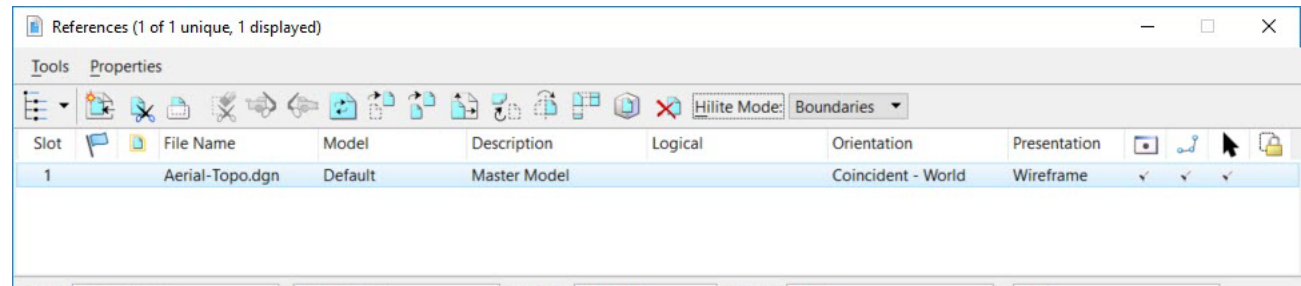 References (1 of 1 unique, 1 displayed)
Tools Properties
Hilite Mode: Boundaries
Slot File Name Model Description Logical Orientation Presentation
1 Aerial-Topo.dgn Default Master Model Coincident - World Wireframe